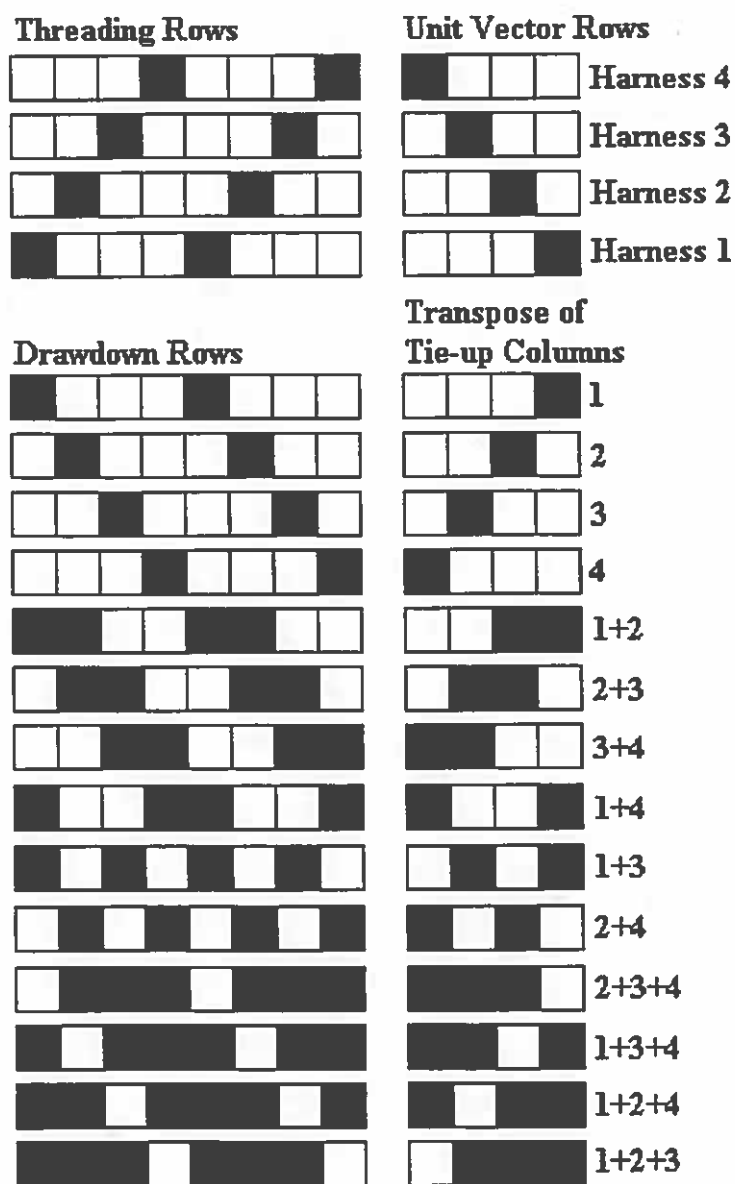 Threading Rows
Unit Vector Rows
Harness 4
Harness 3
Harness 2
Harness 1
Transpose of
Drawdown Rows
Tie-up Columns
1
2
3
4
1+2
2+3
3+4
1+4
1+3
2+4
2+3+4
1+3+4
1+2+4
1+2+3